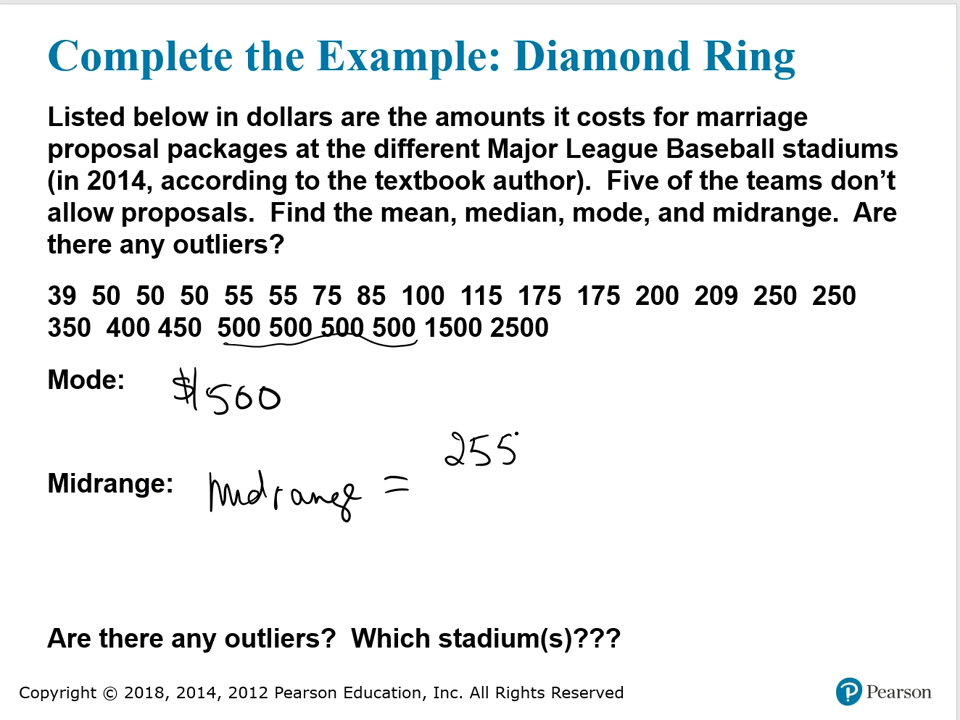 Complete the Example: Diamond Ring
Listed below in dollars are the amounts it costs for marriage
proposal packages at the different Major League Baseball stadiums
(in 2014, according to the textbook author).  Five of the teams don’t
allow proposals.  Find the mean, median, mode, and midrange.  Are
there any outliers?
39 50 50 50 55 55 75 85 100 115 175 175 200 209 250 250
350 400 450 500 500 500 500 1500 2500
Mode: $500
255
Midrange: midrange =
Are there any outliers?  Which stadium(s)???
Copyright © 2018, 2014, 2012 Pearson Education, Inc. All Rights Reserved
P Pearson